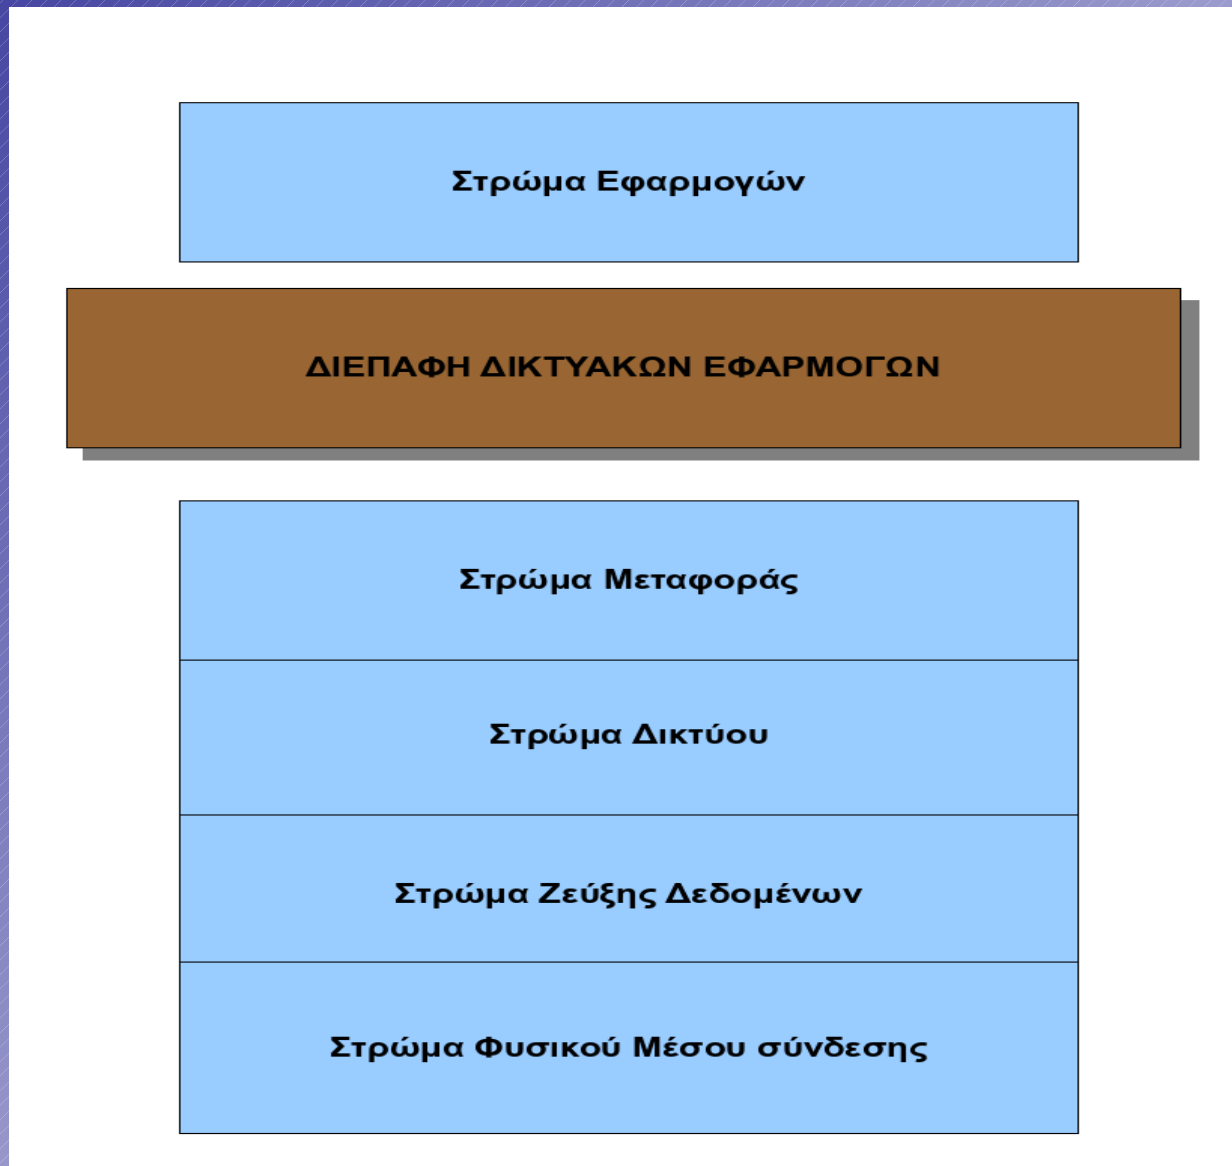 Στρώμα Εφαρμογών
ΔΙΕΠΑΦΗ ΔΙΚΤΥΑΚΩΝ ΕΦΑΡΜΟΓΩΝ
Στρώμα Μεταφοράς
Στρώμα Δικτύου
Στρώμα Ζεύξης Δεδομένων
Στρώμα Φυσικού Μέσου σύνδεσης